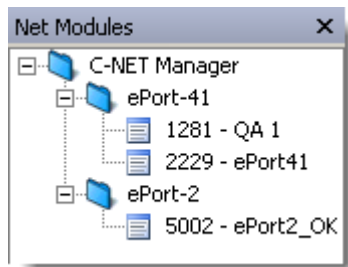 Net Modules
C-NET Manager
ePort-41
1281 - QA 1
2229 - ePort41
ePort-2
5002 - ePort2_OK